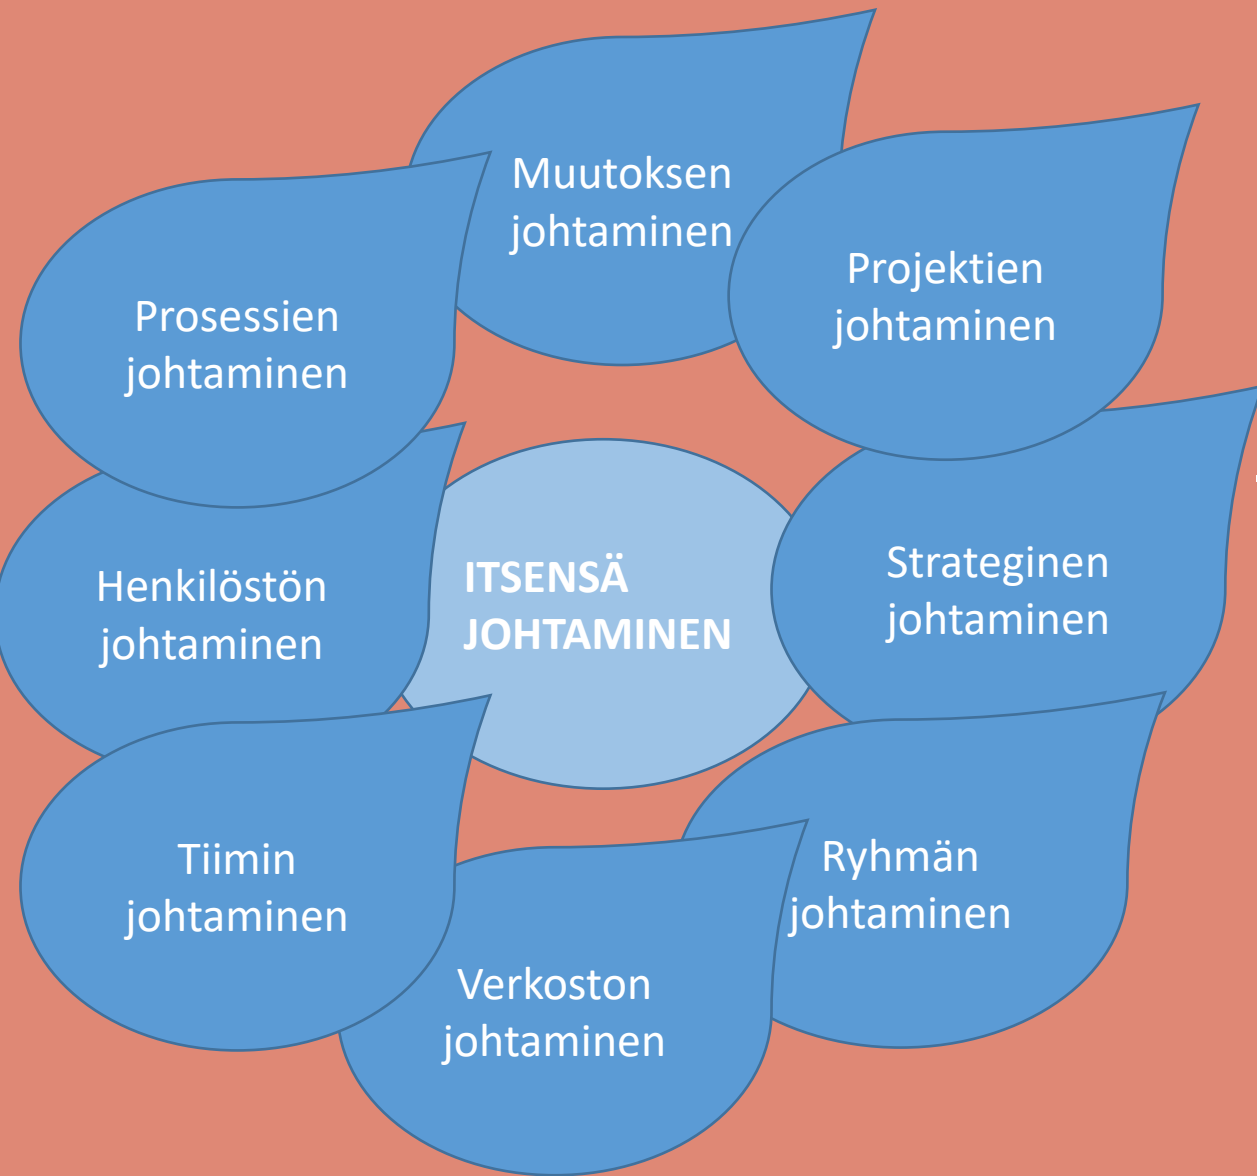 Muutoksen
johtaminen
Projektien
johtaminen
Prosessien
johtaminen
Strateginen
johtaminen
Henkilöstön
johtaminen
ITSENSÄ
JOHTAMINEN
Ryhmän
johtaminen
Tiimin
johtaminen
Verkoston
johtaminen